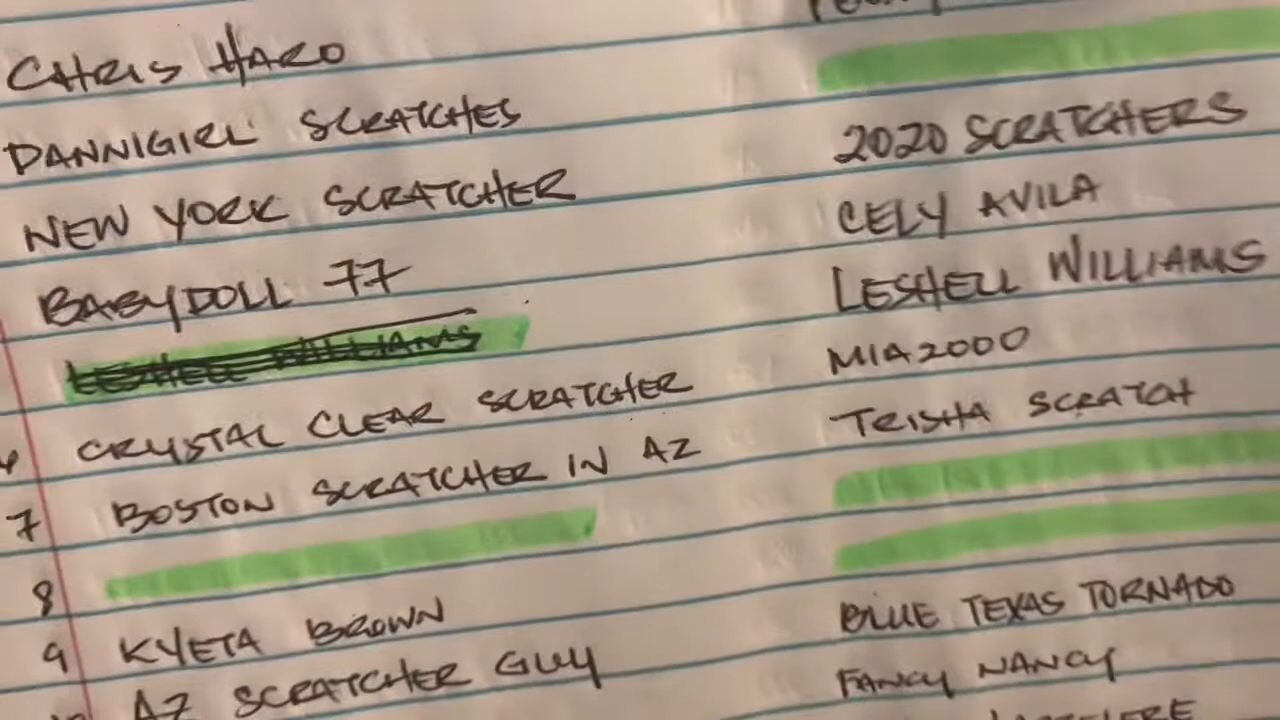 CHRIS HARO
DANNIGIRL SCRATCHES
NEW YORK SCRATCHER
BABYDOLL 77
LESHELL WILLIAMS
CRYSTAL CLEAR SCRATCHER
7 BOSTON SCRATCHER IN AZ
8
9 KYETA BROWN
AZ SCRATCHER GUY
2020 SCRATCHERS
CELY AVILA
LESHELL WILLIAMS
MIA2000
TRISHA SCRATCH
BLUE TEXAS TORNADO
FANCY NANCY